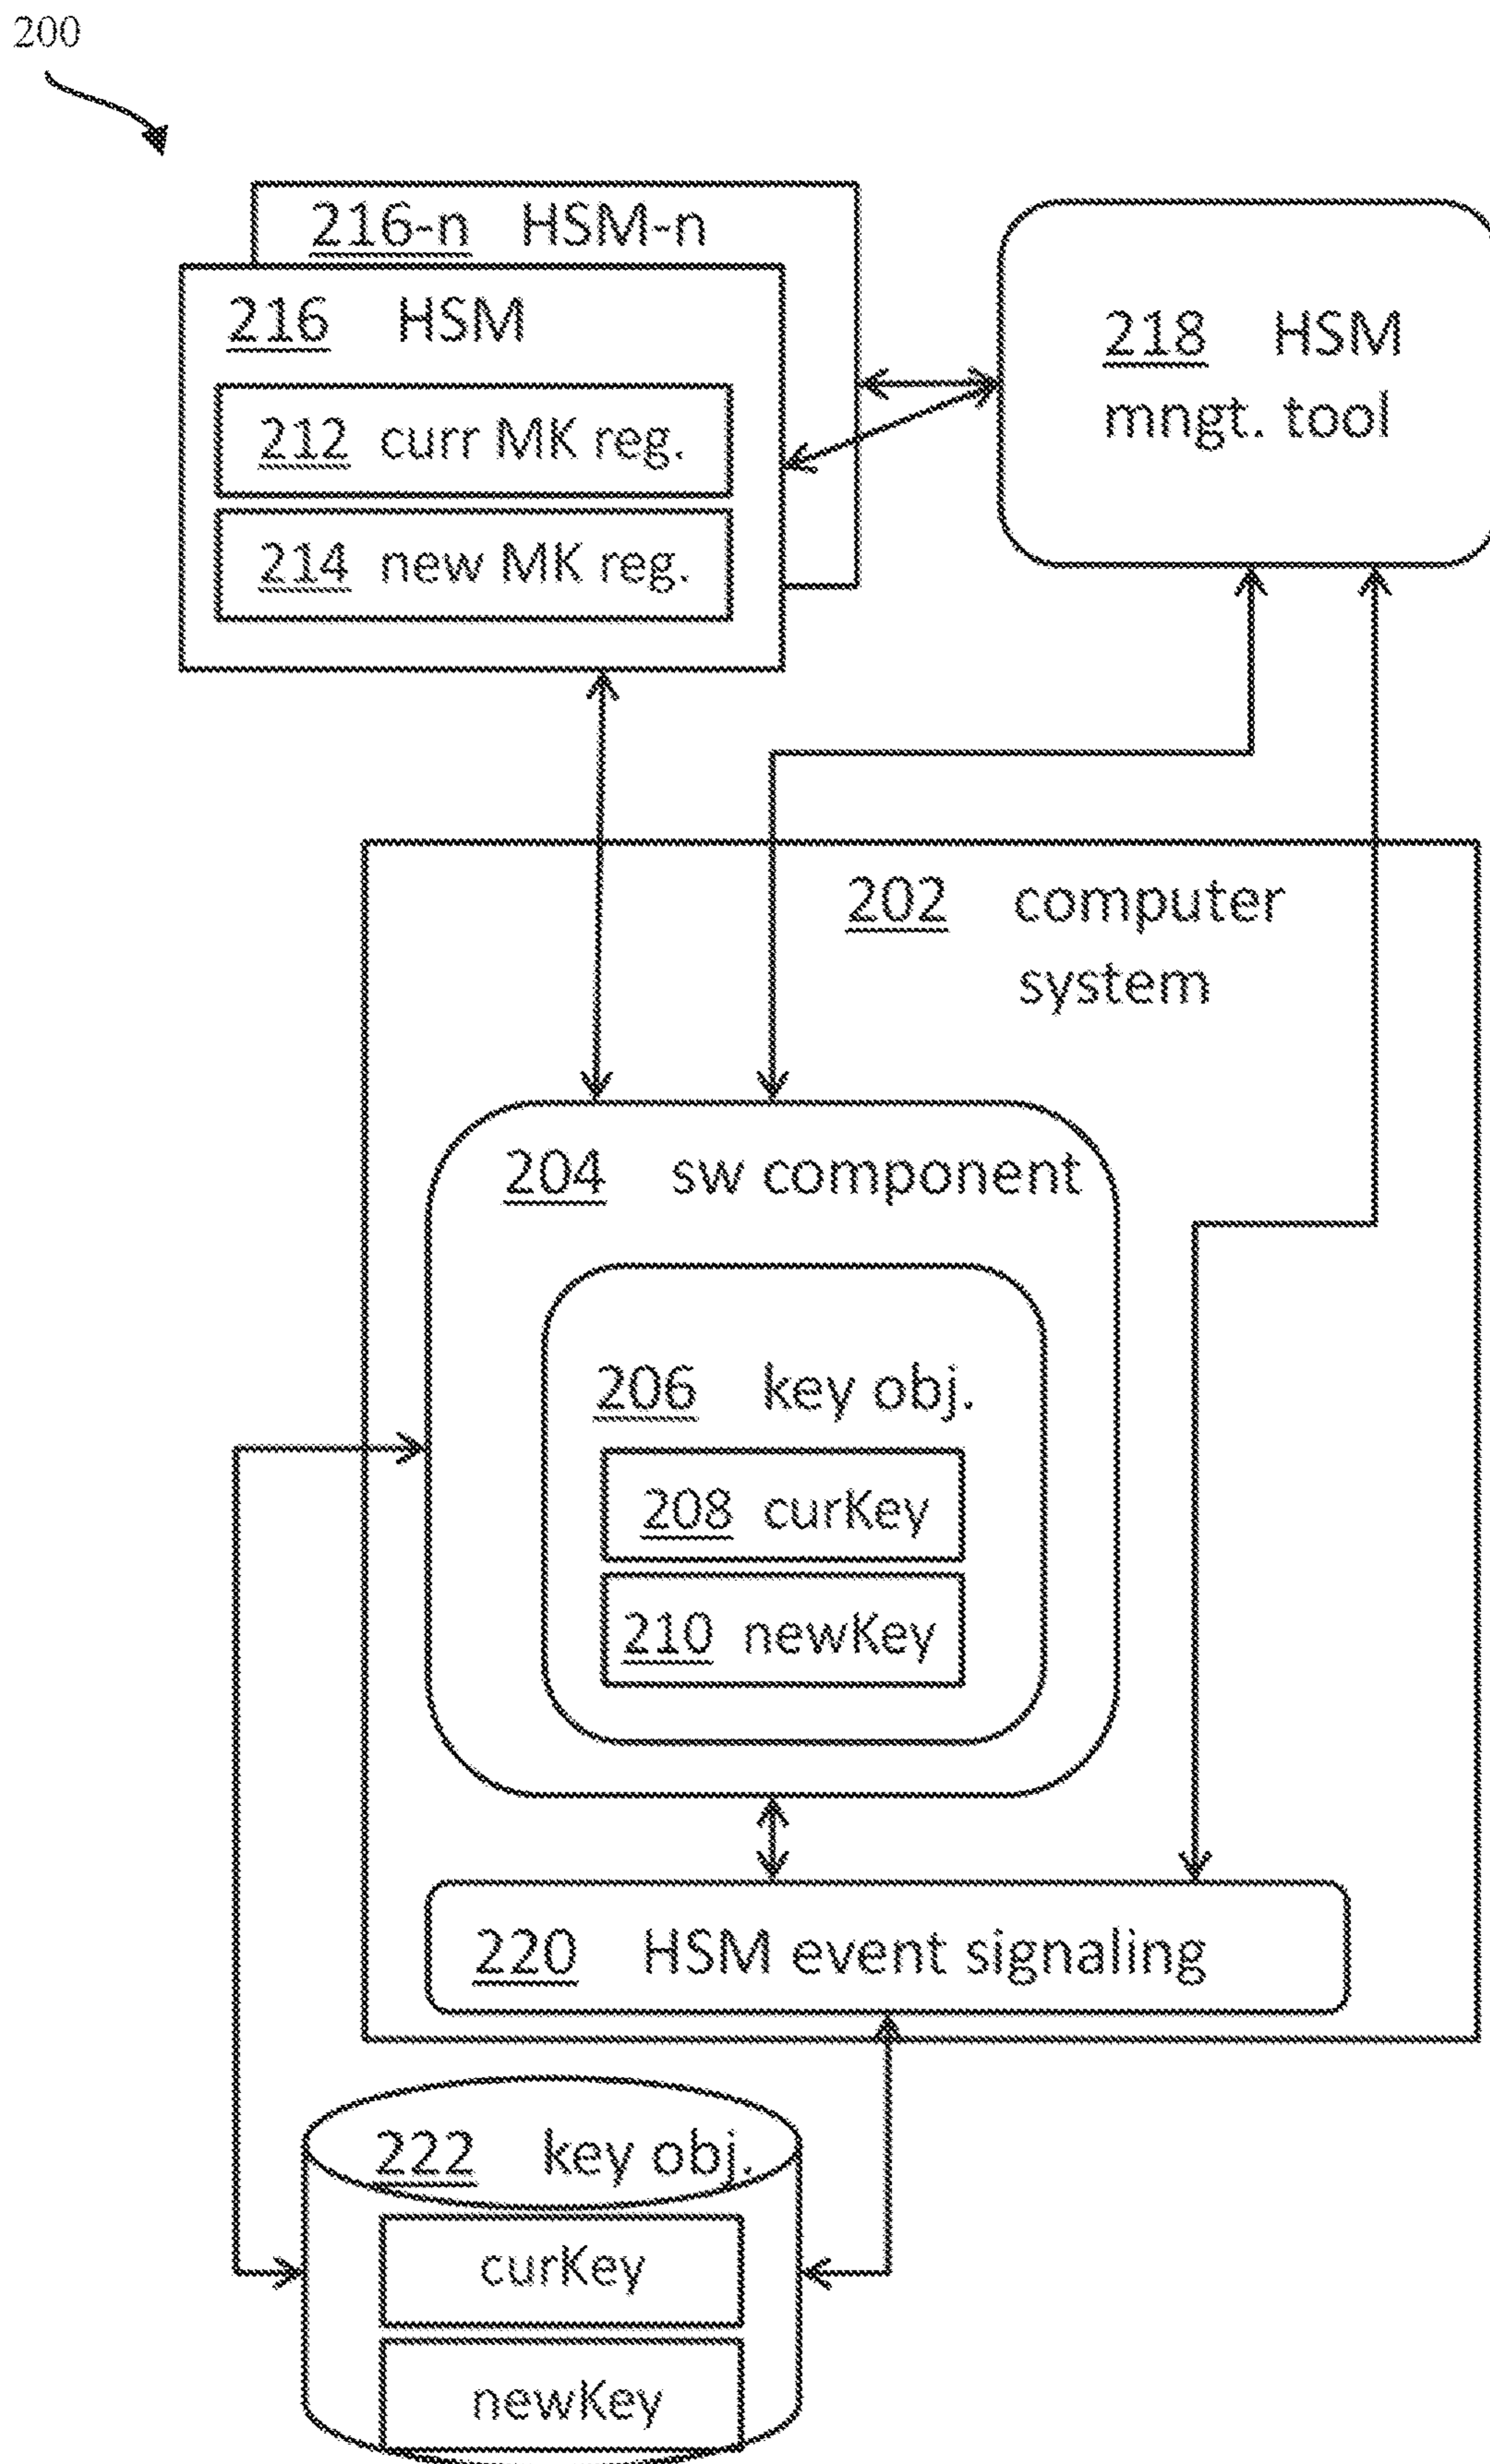 200
216-n HSM-n
216 HSM
212 curr MK reg.
214 new MK reg.
218 HSM
mngt. tool
202 computer
system
204 sw component
206 key obj.
208 curKey
210 newKey
220 HSM event signaling
222 key obj.
curKey
newKey